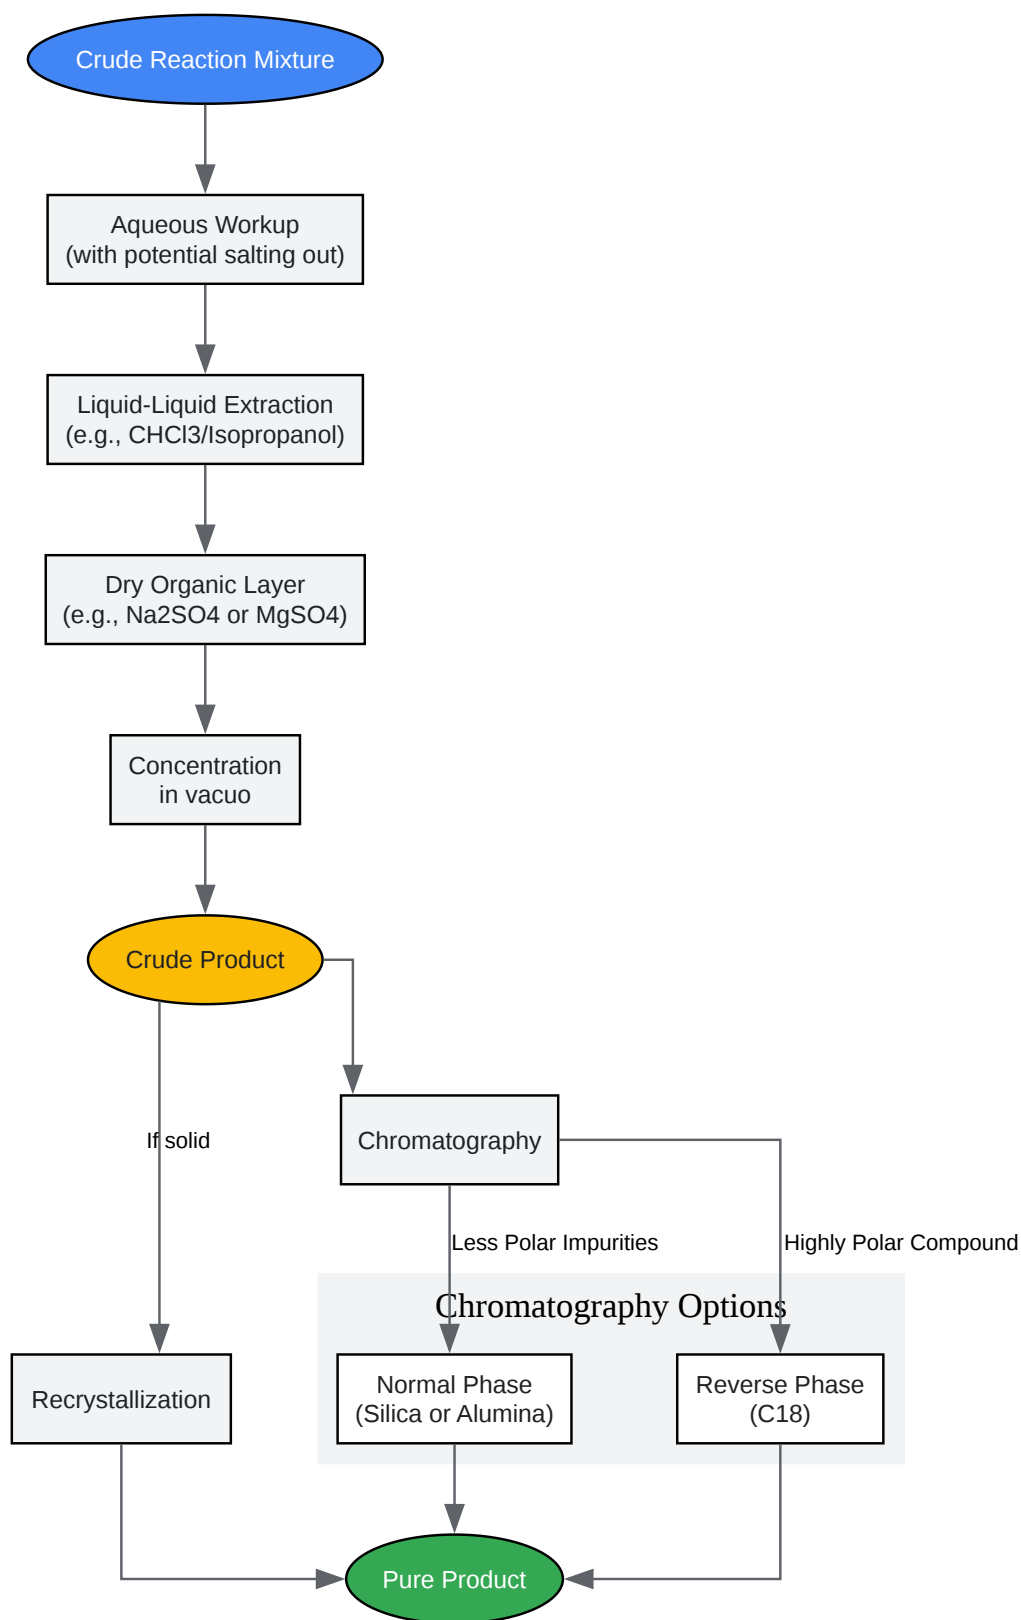 Crude Reaction Mixture
Aqueous Workup
(with potential salting out)
Liquid-Liquid Extraction
(e.g., CHCl3/Isopropanol)
Dry Organic Layer
(e.g., Na2SO4 or MgSO4)
Concentration
in vacuo
Crude Product
If solid
Chromatography
Less Polar Impurities
Highly Polar Compound
Chromatography Options
Recrystallization
Normal Phase
(Silica or Alumina)
Reverse Phase
(C18)
Pure Product